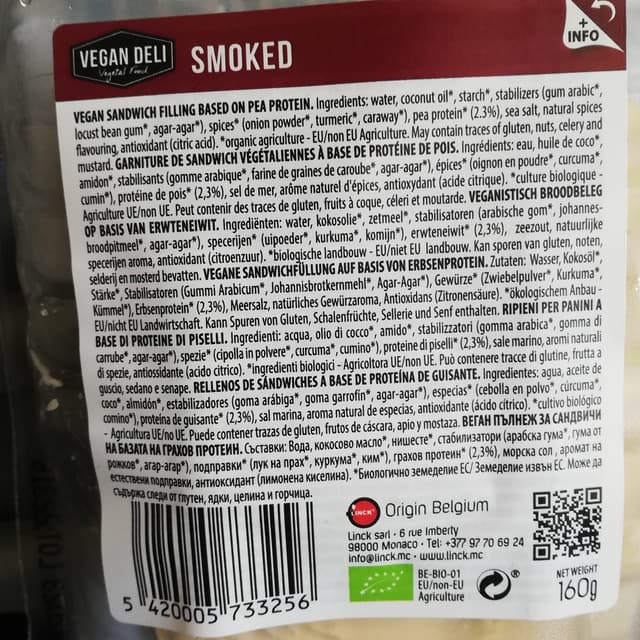 +
INFO
VEGAN DELI
Vegetal Food
SMOKED
VEGAN SANDWICH FILLING BASED ON PEA PROTEIN. Ingredients: water, coconut oil*, starch*, stabilizers (gum arabic*,
locust bean gum*, agar-agar*), spices* (onion powder*, turmeric*, caraway*), pea protein* (2.3%), sea salt, natural spices
flavouring, antioxidant (citric acid). *organic agriculture - EU/non EU Agriculture. May contain traces of gluten, nuts, celery and
mustard. GARNITURE DE SANDWICH VÉGÉTALIENNES À BASE DE PROTÉINE DE POIS. Ingrédients: eau, huile de coco*,
amidon*, stabilisants (gomme arabique*, farine de graines de caroube*, agar-agar*), épices* (oignon en poudre*, curcuma*,
cumin*), protéine de pois* (2,3%), sel de mer, arôme naturel d'épices, antioxydant (acide citrique). *culture biologique -
Agriculture UE/non UE. Peut contenir des traces de gluten, fruits à coque, céleri et moutarde. VEGANISTISCH BROODBELEG
OP BASIS VAN ERWTENEIWIT. Ingrediënten: water, kokosolie*, zetmeel*, stabilisatoren (arabische gom*, johannes-
broodpitmeel*, agar-agar*), specerijen* (uipoeder*, kurkuma*, komijn*), erwteneiwit* (2,3%), zeezout, natuurlijke
specerijen aroma, antioxidant (citroenzuur). *biologische landbouw - EU/niet EU landbouw. Kan sporen van gluten, noten,
selderij en mosterd bevatten. VEGANE SANDWICHFÜLLUNG AUF BASIS VON ERBSENPROTEIN. Zutaten: Wasser, Kokosöl*,
Stärke*, Stabilisatoren (Gummi Arabicum*, Johannisbrotkernmehl*, Agar-Agar*), Gewürze* (Zwiebelpulver*, Kurkuma*,
Kümmel*), Erbsenprotein* (2,3%), Meersalz, natürliches Gewürzaroma, Antioxidans (Zitronensäure). *ökologischem Anbau -
EU/nicht EU Landwirtschaft. Kann Spuren von Gluten, Schalenfrüchte, Sellerie und Senf enthalten. RIPIENI PER PANINI A
BASE DI PROTEINE DI PISELLI. Ingredienti: acqua, olio di cocco*, amido*, stabilizzatori (gomma arabica*, gomma di
carrube*, agar-agar*), spezie* (cipolla in polvere*, curcuma*, cumino*), proteine di piselli* (2,3%), sale marino, aromi naturali
di spezie, antiossidante (acido citrico). *ingredienti biologici - Agricoltora UE/non UE. Può contenere tracce di glutine, frutta a
guscio, sedano e senape. RELLENOS DE SÁNDWICHES À BASE DE PROTEÍNA DE GUISANTE. Ingredientes: agua, aceite de
coco*, almidón*, estabilizadores (goma arábiga*, goma garrofín*, agar-agar*), especias* (cebolla en polvo*, cúrcuma*,
comino*), proteína de guisante* (2,3%), sal marina, aroma natural de especias, antioxidante (ácido cítrico). *cultivo biológico
- Agricultura UE/no UE. Puede contener trazas de gluten, frutos de cáscara, apio y mostaza. ВЕГАН ПЪЛНЕЖ ЗА САНДВИЧИ
НА БАЗАТА НА ГРАХОВ ПРОТЕИН. Съставки: Вода, кокосово масло*, нишесте*, стабилизатори (арабска гума*, гума от
рожков*, агар-агар*), подправки* (лук на прах*, куркума*, ким*), грахов протеин* (2,3%), морска сол, аромат на
естествени подправки, антиоксидант (лимонена киселина). *Биологично земеделие ЕС/ Земеделие извън ЕС. Може да
съдържа следи от глутен, ядки, целина и горчица.
LINCK
Origin Belgium
Linck sarl • 6 rue Imberty
98000 Monaco • Tel: +377 97 70 69 24
info@linck.mc • www.linck.mc
BE-BIO-01
EU/non-EU
Agriculture
®
NET WEIGHT
160g
5 420005 733256